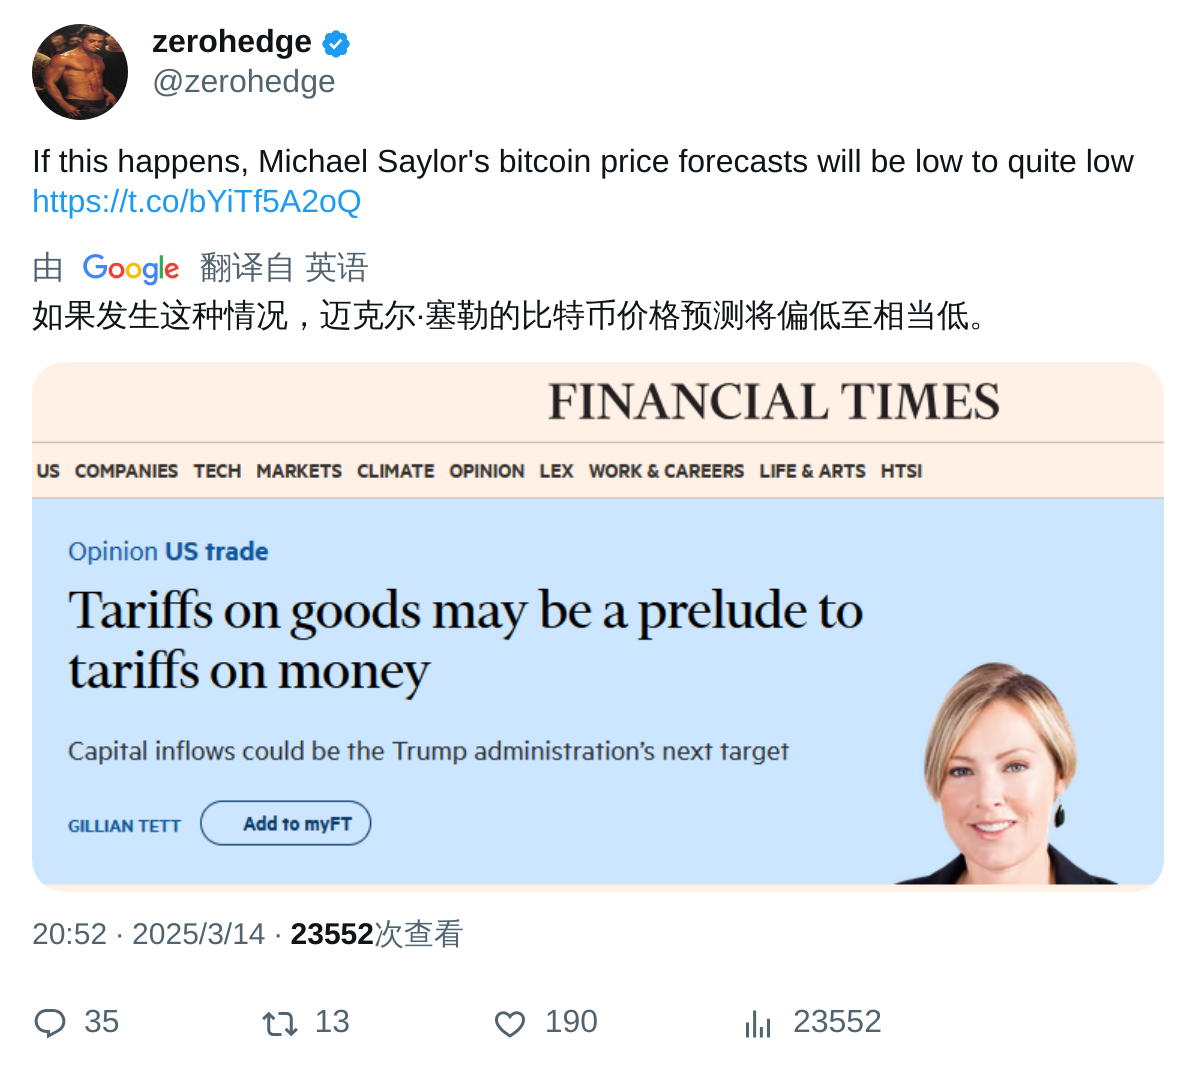 zerohedge
@zerohedge
If this happens, Michael Saylor's bitcoin price forecasts will be low to quite low
https://t.co/bYiTf5A2oQ
由 Google 翻译自 英语
如果发生这种情况，迈克尔·塞勒的比特币价格预测将偏低至相当低。
FINANCIAL TIMES
US COMPANIES TECH MARKETS CLIMATE OPINION LEX WORK & CAREERS LIFE & ARTS HTSI
Opinion US trade
Tariffs on goods may be a prelude to
tariffs on money
Capital inflows could be the Trump administration’s next target
GILLIAN TETT Add to myFT
20:52 · 2025/3/14 · 23552次查看
35 13 190 23552